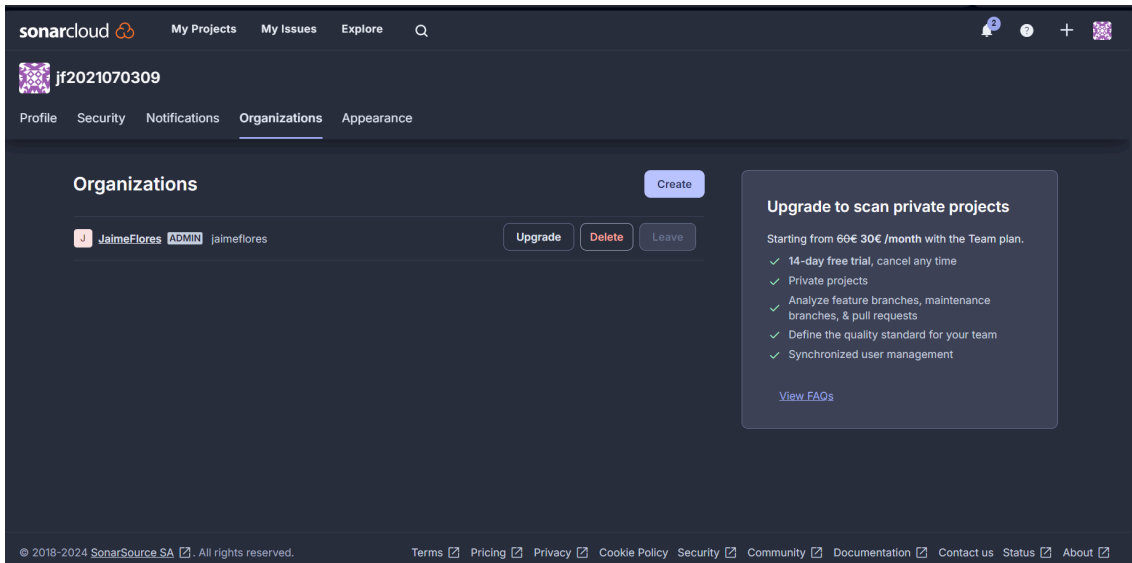 sonarcloud My Projects My Issues Explore 2
jf2021070309
Profile Security Notifications Organizations Appearance
Organizations
Create
J JaimeFlores ADMIN jaimeflores Upgrade Delete Leave
Upgrade to scan private projects
Starting from 60€ 30€ /month with the Team plan.
14-day free trial, cancel any time
Private projects
Analyze feature branches, maintenance
branches, & pull requests
Define the quality standard for your team
Synchronized user management
View FAQs
© 2018-2024 SonarSource SA . All rights reserved. Terms Pricing Privacy Cookie Policy Security Community Documentation Contact us Status About